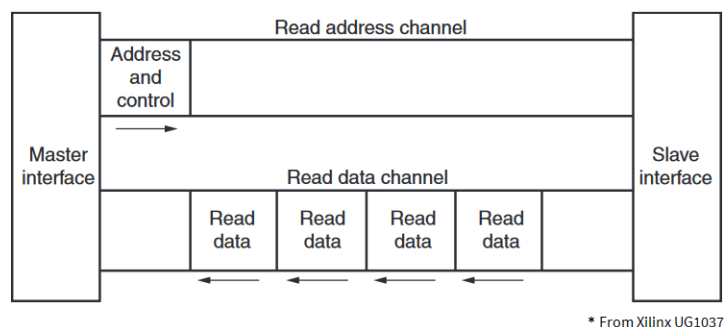 Read address channel
Address
and
control
Master
interface
Slave
interface
Read data channel
Read
data
Read
data
Read
data
Read
data
* From Xilinx UG1037